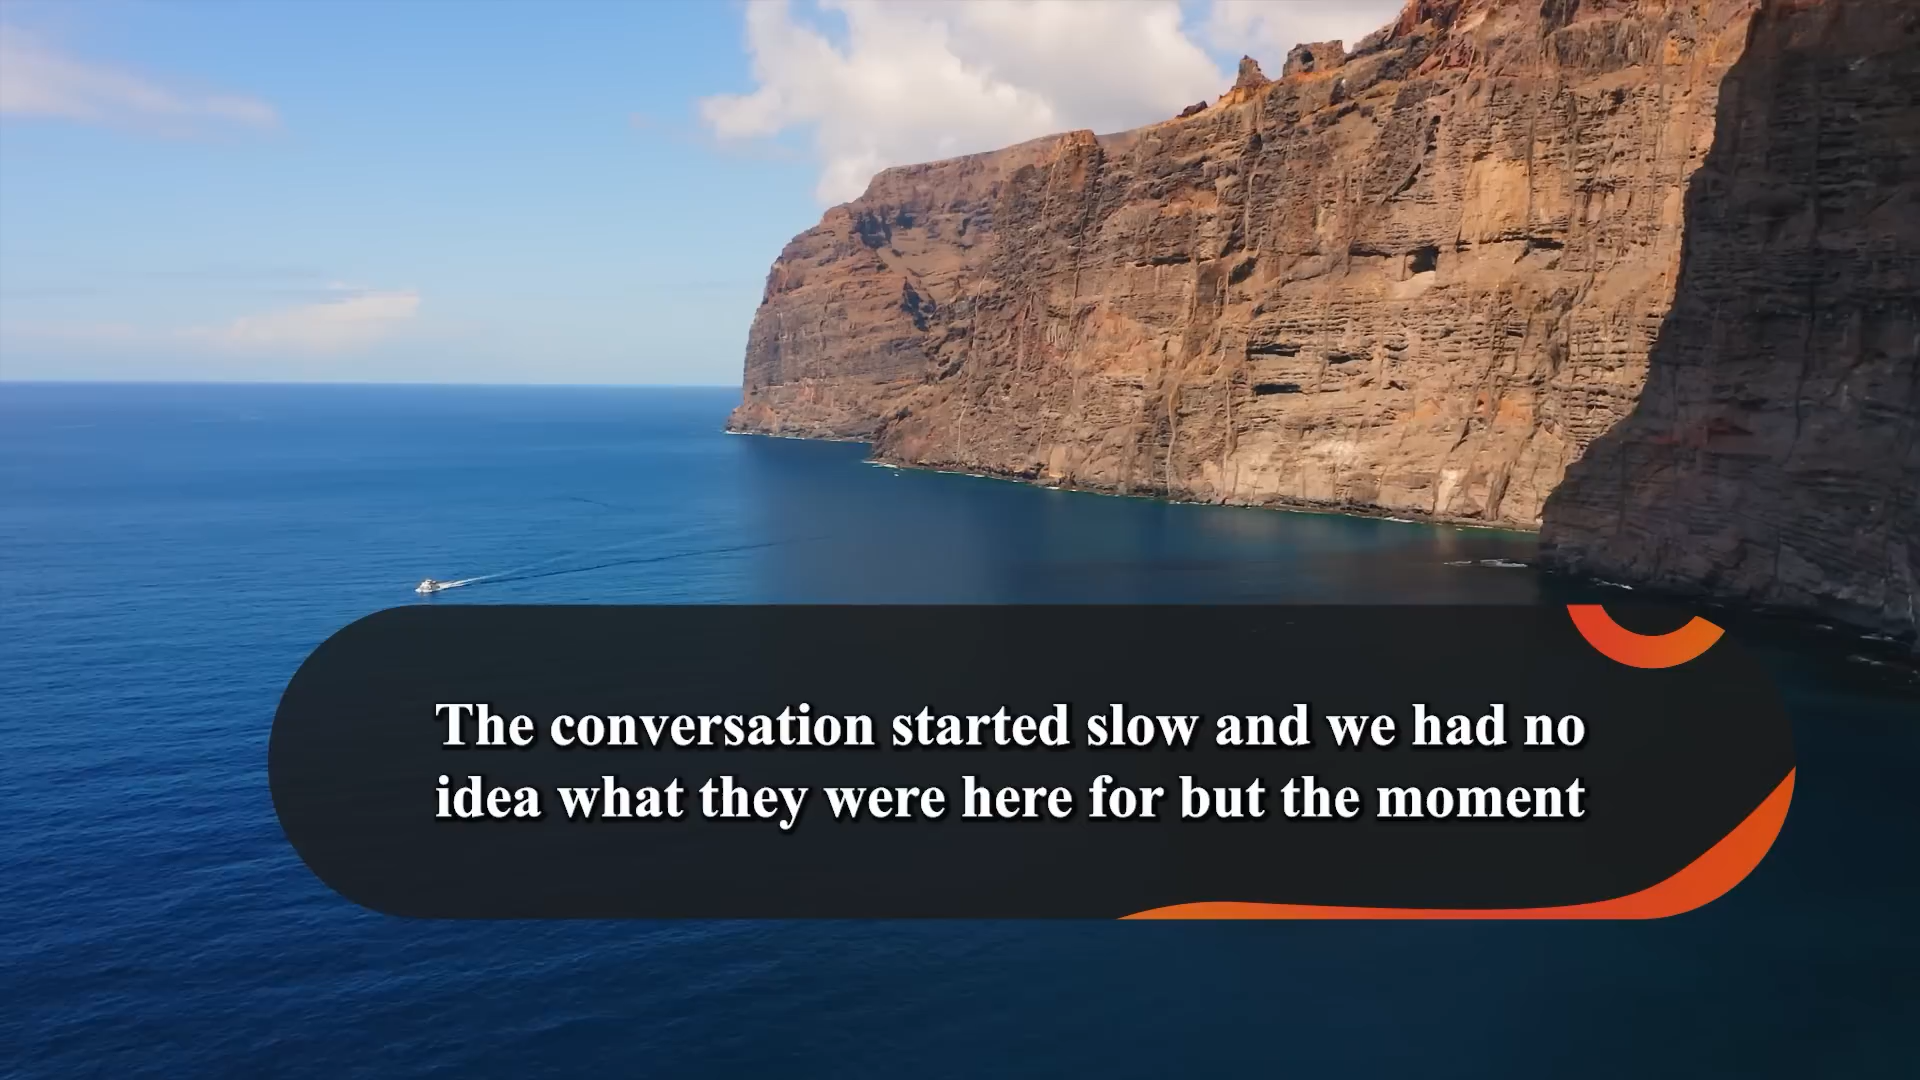 The conversation started slow and we had no
idea what they were here for but the moment